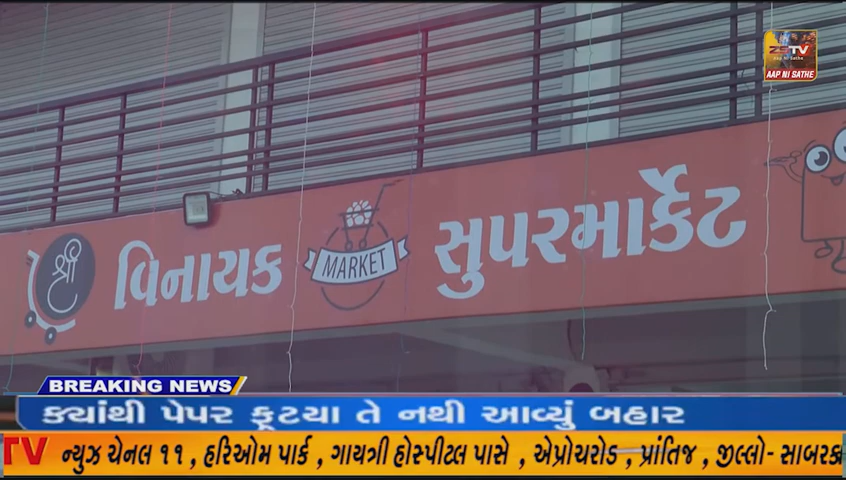 ZSTV
AAP NI SATHE
શ્રી વિનાયક MARKET સુપરમાર્કેટ
BREAKING NEWS
ક્યાંથી પેપર ફૂટયા તે નથી આવ્યું બહાર
TV ન્યુઝ ચેનલ ૧૧ , હરિઓમ પાર્ક , ગાયત્રી હોસ્પીટલ પાસે , એપ્રોચરોડ , પ્રાંતિજ , જીલ્લો- સાબરકા